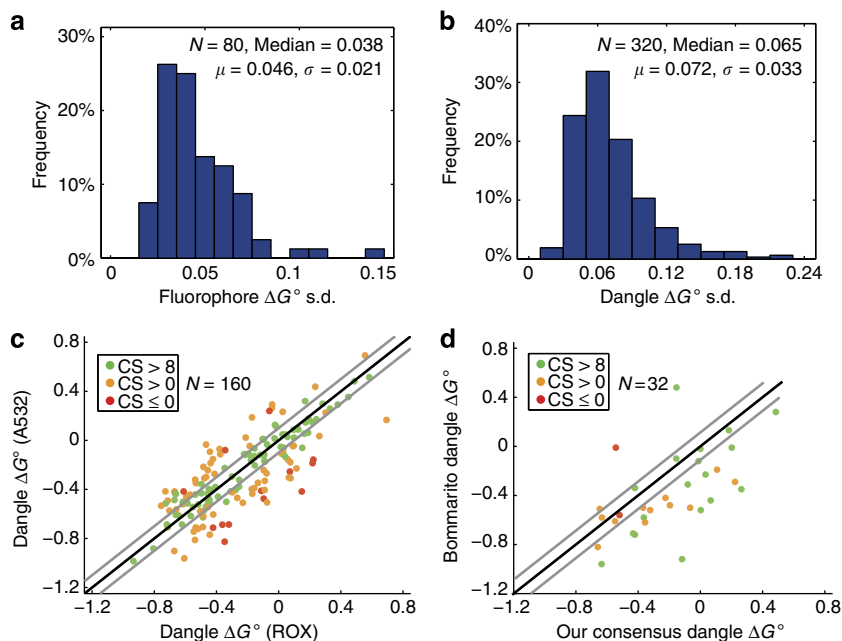 a
30%
20%
10%
0%
Frequency
N = 80, Median = 0.038
μ = 0.046, σ = 0.021
0 0.05 0.1 0.15
Fluorophore ΔG° s.d.
b
40%
30%
20%
10%
0%
Frequency
N = 320, Median = 0.065
μ = 0.072, σ = 0.033
0 0.06 0.12 0.18 0.24
Dangle ΔG° s.d.
c
0.8
0.4
0
−0.4
−0.8
−1.2
Dangle ΔG° (A532)
CS > 8
CS > 0
CS ≤ 0
N = 160
−1.2 −0.8 −0.4 0 0.4 0.8
Dangle ΔG° (ROX)
d
0.8
0.4
0
−0.4
−0.8
−1.2
Bommarito dangle ΔG°
CS > 8
CS > 0
CS ≤ 0
N=32
−1.2 −0.8 −0.4 0 0.4 0.8
Our consensus dangle ΔG°